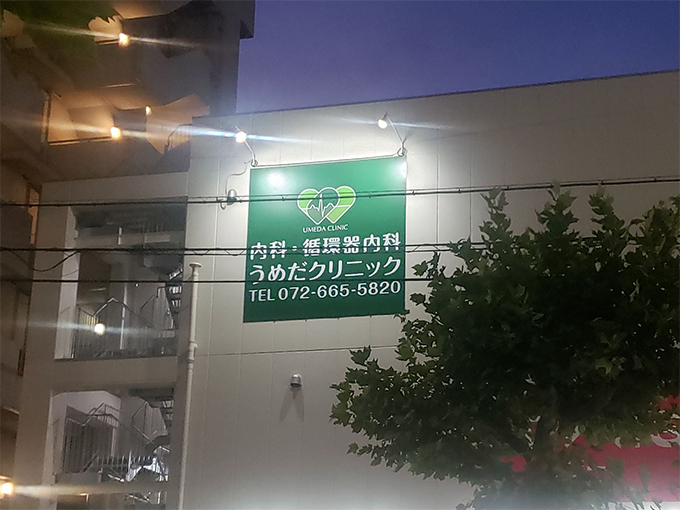 UMEDA CLINIC
内科・循環器内科
うめだクリニック
TEL 072-665-5820